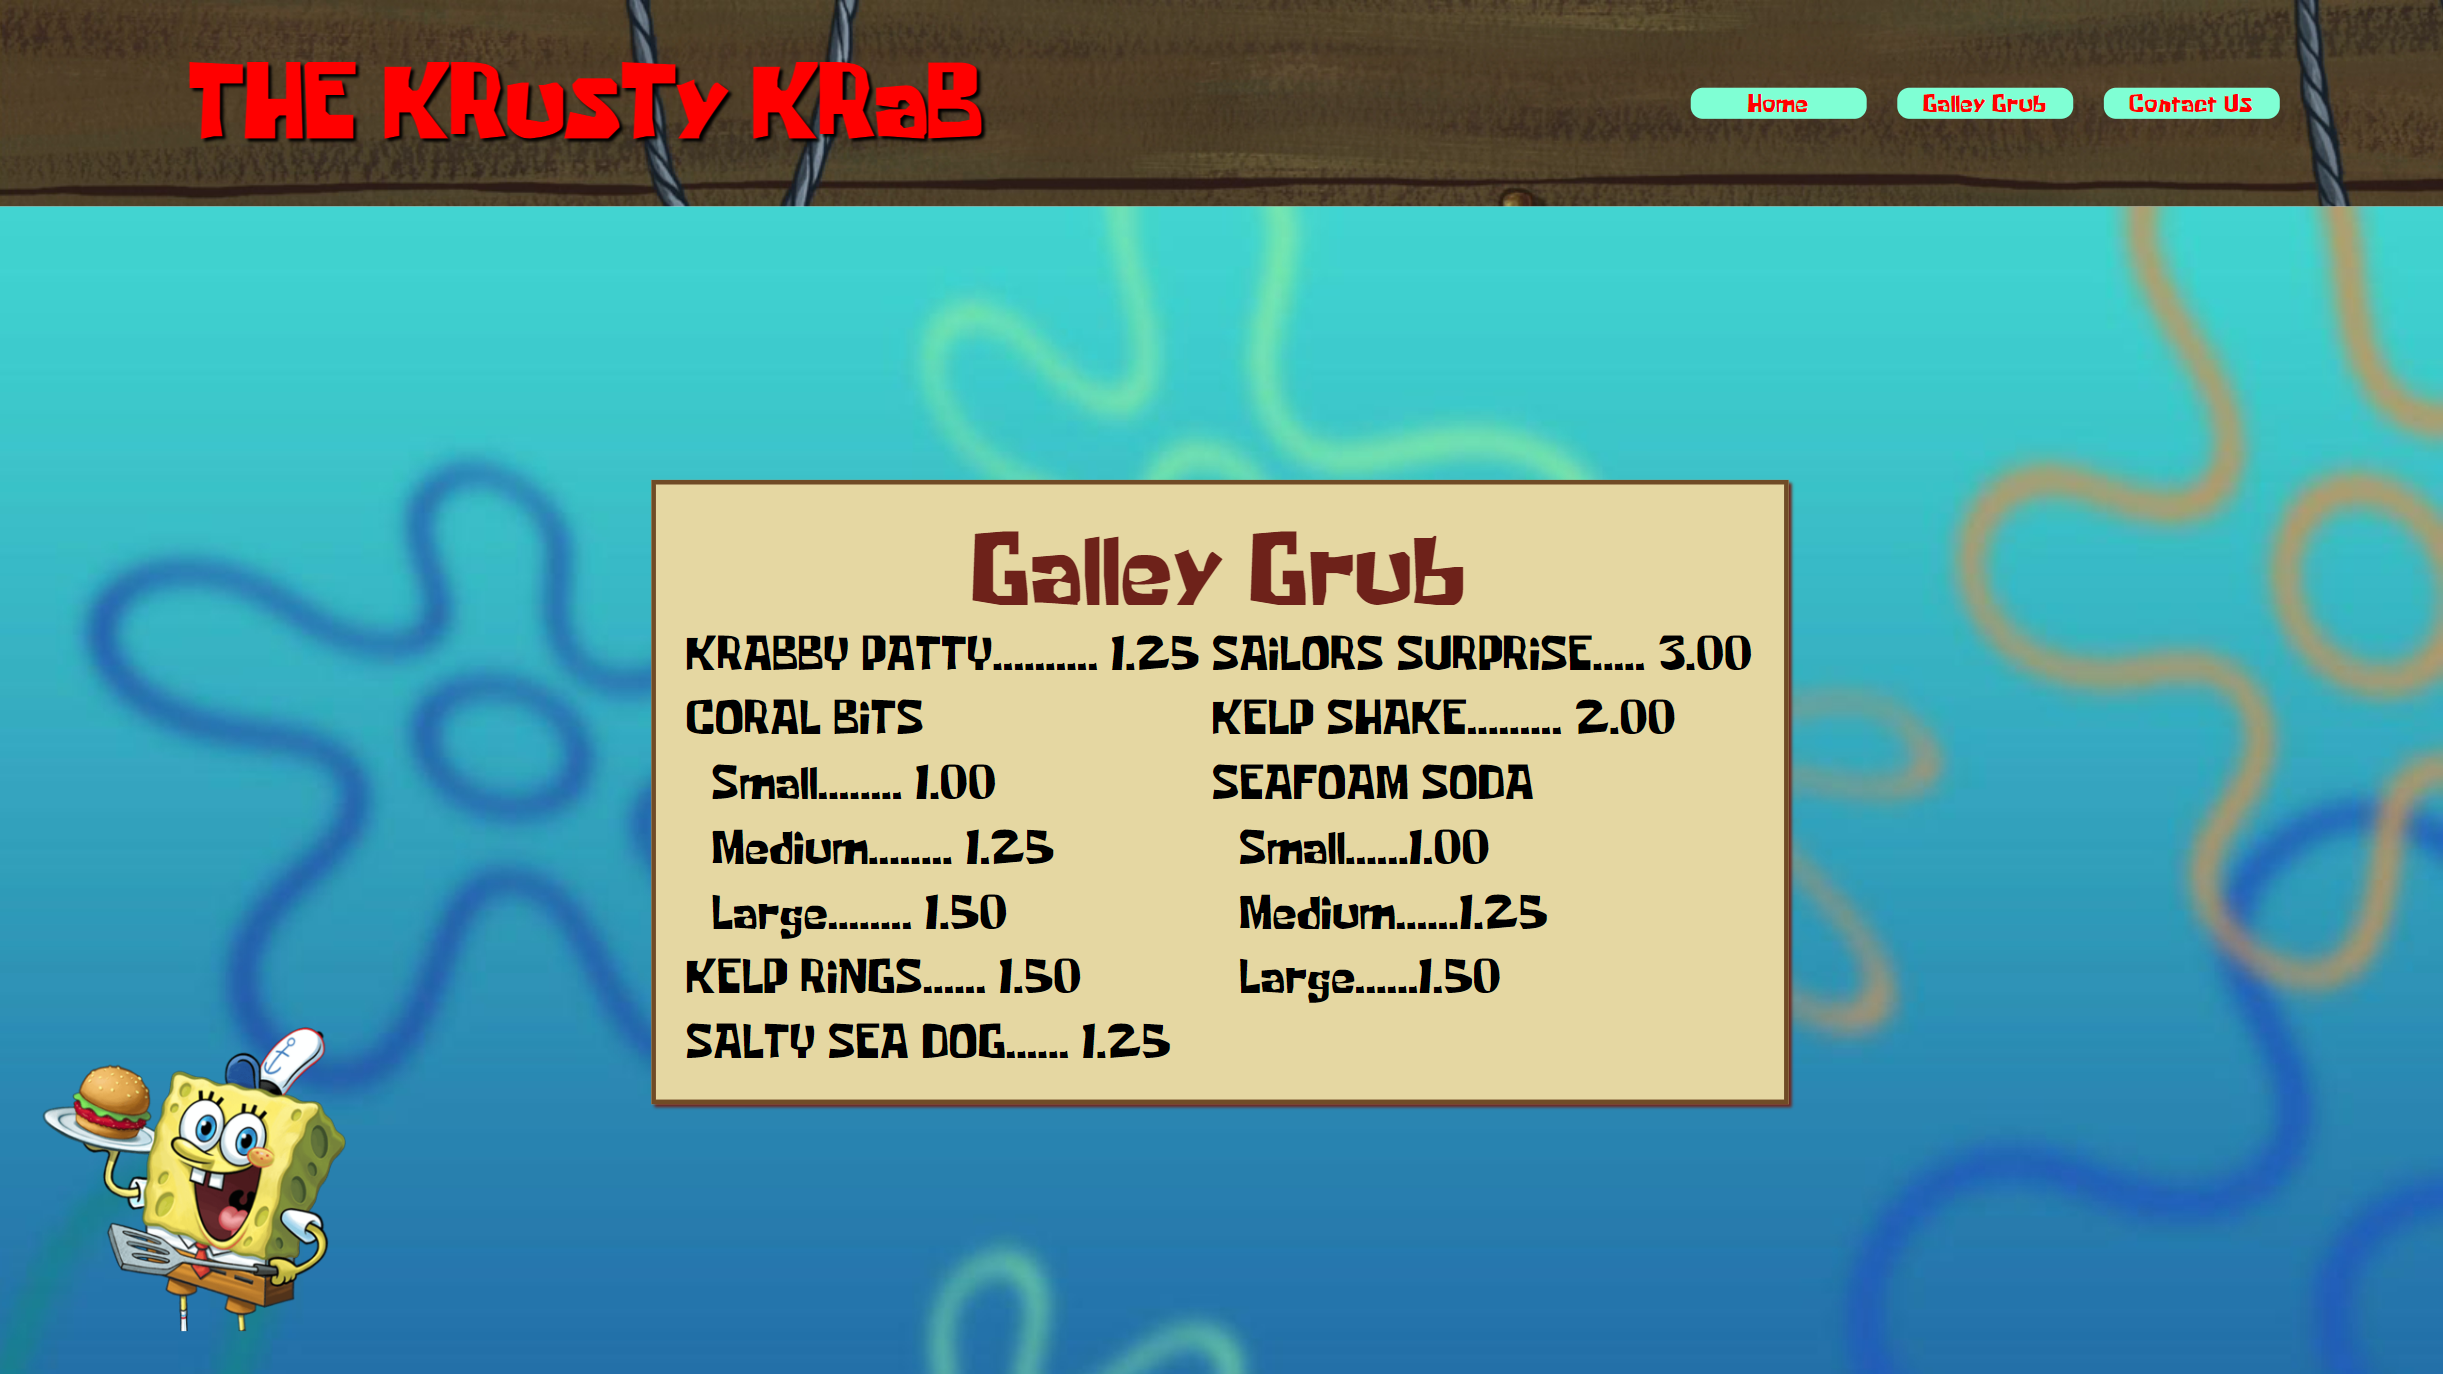 THE KRusTy KRaB
Home
Galley Grub
Contact Us
Galley Grub
KRABBY PATTY.......... 1.25
CORAL BiTS
Small........ 1.00
Medium........ 1.25
Large........ 1.50
KELP RiNGS...... 1.50
SALTY SEA DOG...... 1.25
SAiLORS SURPRiSE..... 3.00
KELP SHAKE......... 2.00
SEAFOAM SODA
Small......1.00
Medium......1.25
Large......1.50